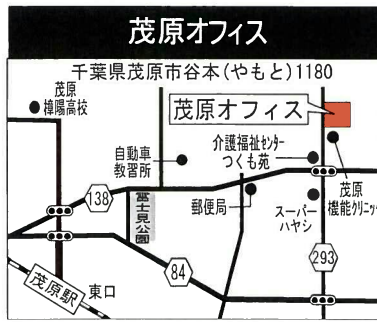 茂原オフィス
千葉県茂原市谷本(やもと)1180
茂原
樟陽高校
茂原オフィス
自動車
教習所
介護福祉センター
つくも苑
茂原
機能クリニック
138
富士見公園
郵便局
スーパー
ハヤシ
84
293
茂原駅
東口